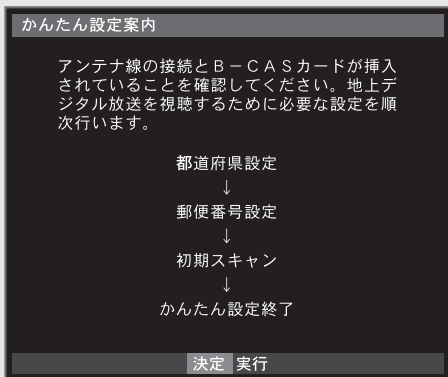 かんたん設定案内
アンテナ線の接続とB－CASカードが挿入
されていることを確認してください。地上デ
ジタル放送を視聴するために必要な設定を順
次行います。
都道府県設定
↓
郵便番号設定
↓
初期スキャン
↓
かんたん設定終了
決定 実行